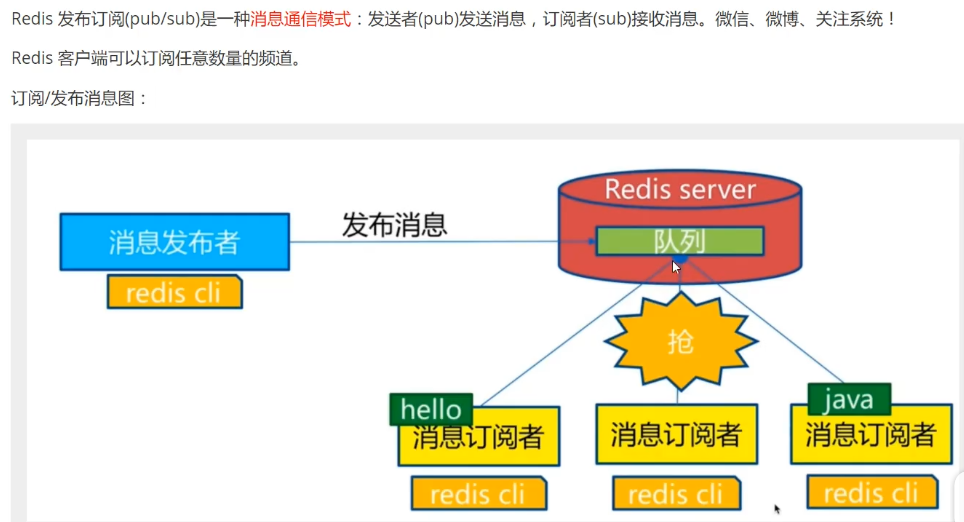 Redis 发布订阅(pub/sub)是一种消息通信模式：发送者(pub)发送消息，订阅者(sub)接收消息。微信、微博、关注系统！
Redis 客户端可以订阅任意数量的频道。
订阅/发布消息图：
Redis server
发布消息
队列
消息发布者
redis cli
抢
hello
java
消息订阅者
消息订阅者
消息订阅者
redis cli
redis cli
redis cli